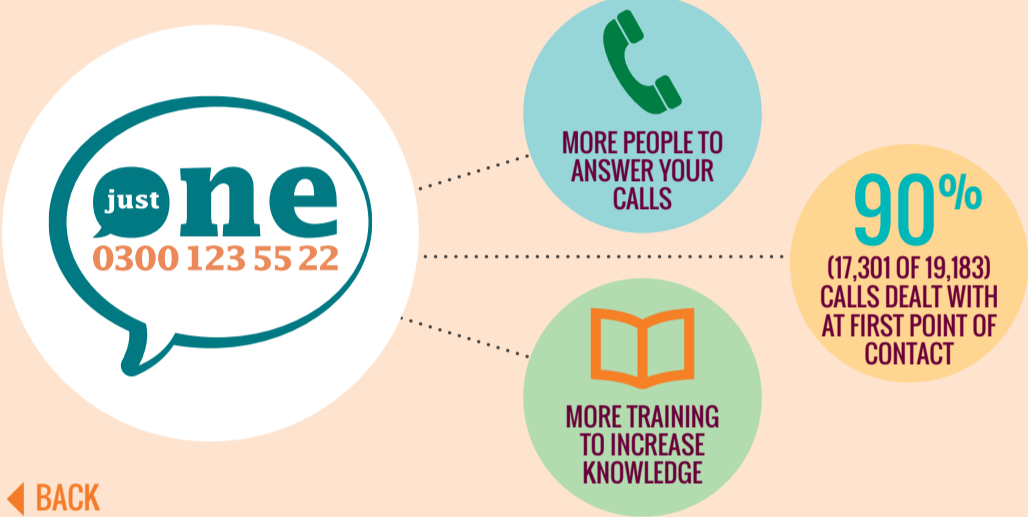 just one
0300 123 55 22
MORE PEOPLE TO
ANSWER YOUR
CALLS
90%
(17,301 OF 19,183)
CALLS DEALT WITH
AT FIRST POINT OF
CONTACT
MORE TRAINING
TO INCREASE
KNOWLEDGE
BACK